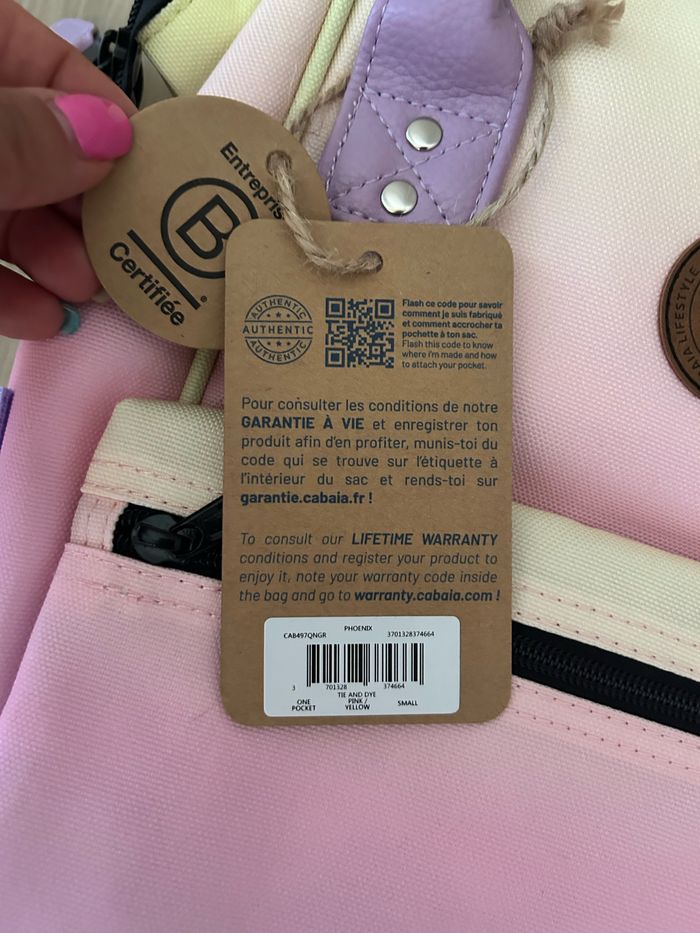 Entreprise
B
Certifiée
®
AUTHENTIC
AUTHENTIC
AUTHENTIC
Flash ce code pour savoir
comment je suis fabriqué
et comment accrocher ta
pochette à ton sac.
Flash this code to know
where i'm made and how
to attach your pocket.
Pour consulter les conditions de notre
GARANTIE À VIE et enregistrer ton
produit afin d'en profiter, munis-toi du
code qui se trouve sur l'étiquette à
l'intérieur du sac et rends-toi sur
garantie.cabaia.fr !
To consult our LIFETIME WARRANTY
conditions and register your product to
enjoy it, note your warranty code inside
the bag and go to warranty.cabaia.com !
CAB497QNGR PHOENIX 3701328374664
3 701328 374664
ONE POCKET
TIE AND DYE
PINK /
YELLOW
SMALL
LIFESTYL